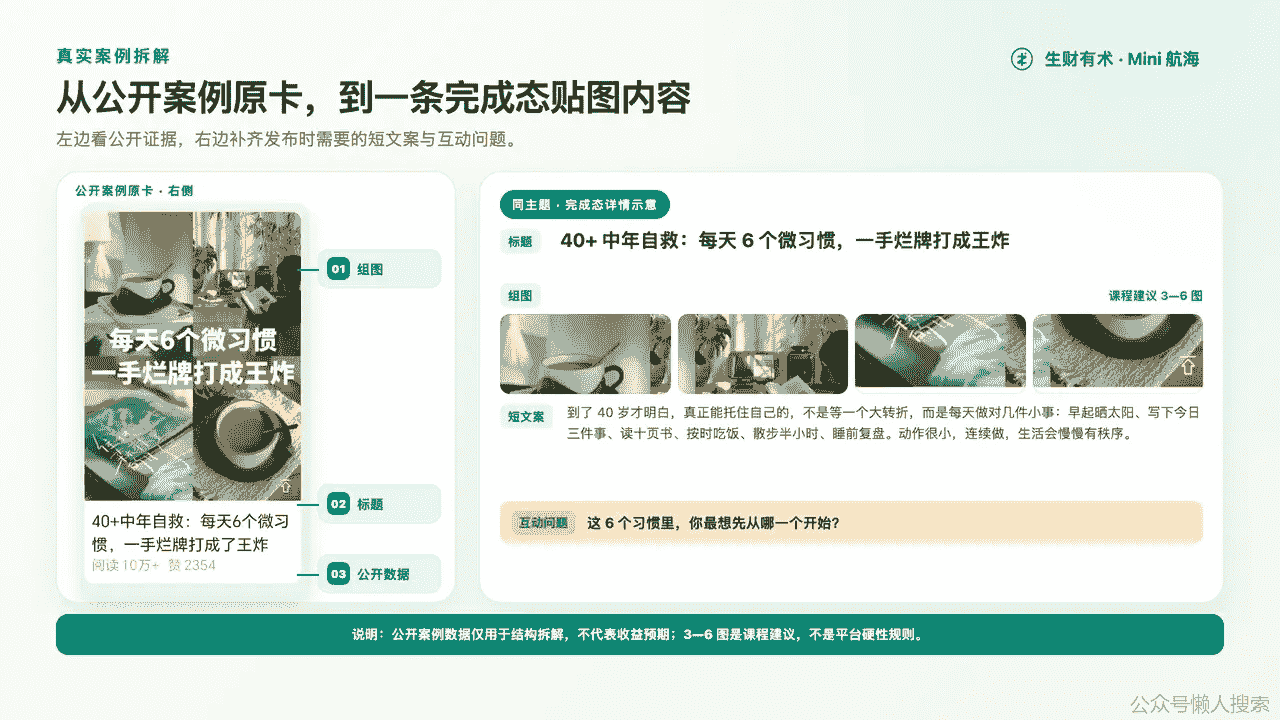 真实案例拆解
生财有术 · Mini 航海
从公开案例原卡，到一条完成态贴图内容
左边看公开证据，右边补齐发布时需要的短文案与互动问题。
公开案例原卡 · 右侧
每天6个微习惯
一手烂牌打成王炸
40+中年自救：每天6个微习
惯，一手烂牌打成了王炸
阅读 10万+ 赞 2354
01 组图
02 标题
03 公开数据
同主题 · 完成态详情示意
标题 40+ 中年自救：每天 6 个微习惯，一手烂牌打成王炸
组图 课程建议 3—6 图
短文案 到了 40 岁才明白，真正能托住自己的，不是等一个大转折，而是每天做对几件小事：早起晒太阳、写下今日
三件事、读十页书、按时吃饭、散步半小时、睡前复盘。动作很小，连续做，生活会慢慢有秩序。
互动问题 这 6 个习惯里，你最想先从哪一个开始？
说明：公开案例数据仅用于结构拆解，不代表收益预期；3—6 图是课程建议，不是平台硬性规则。
公众号懒人搜索